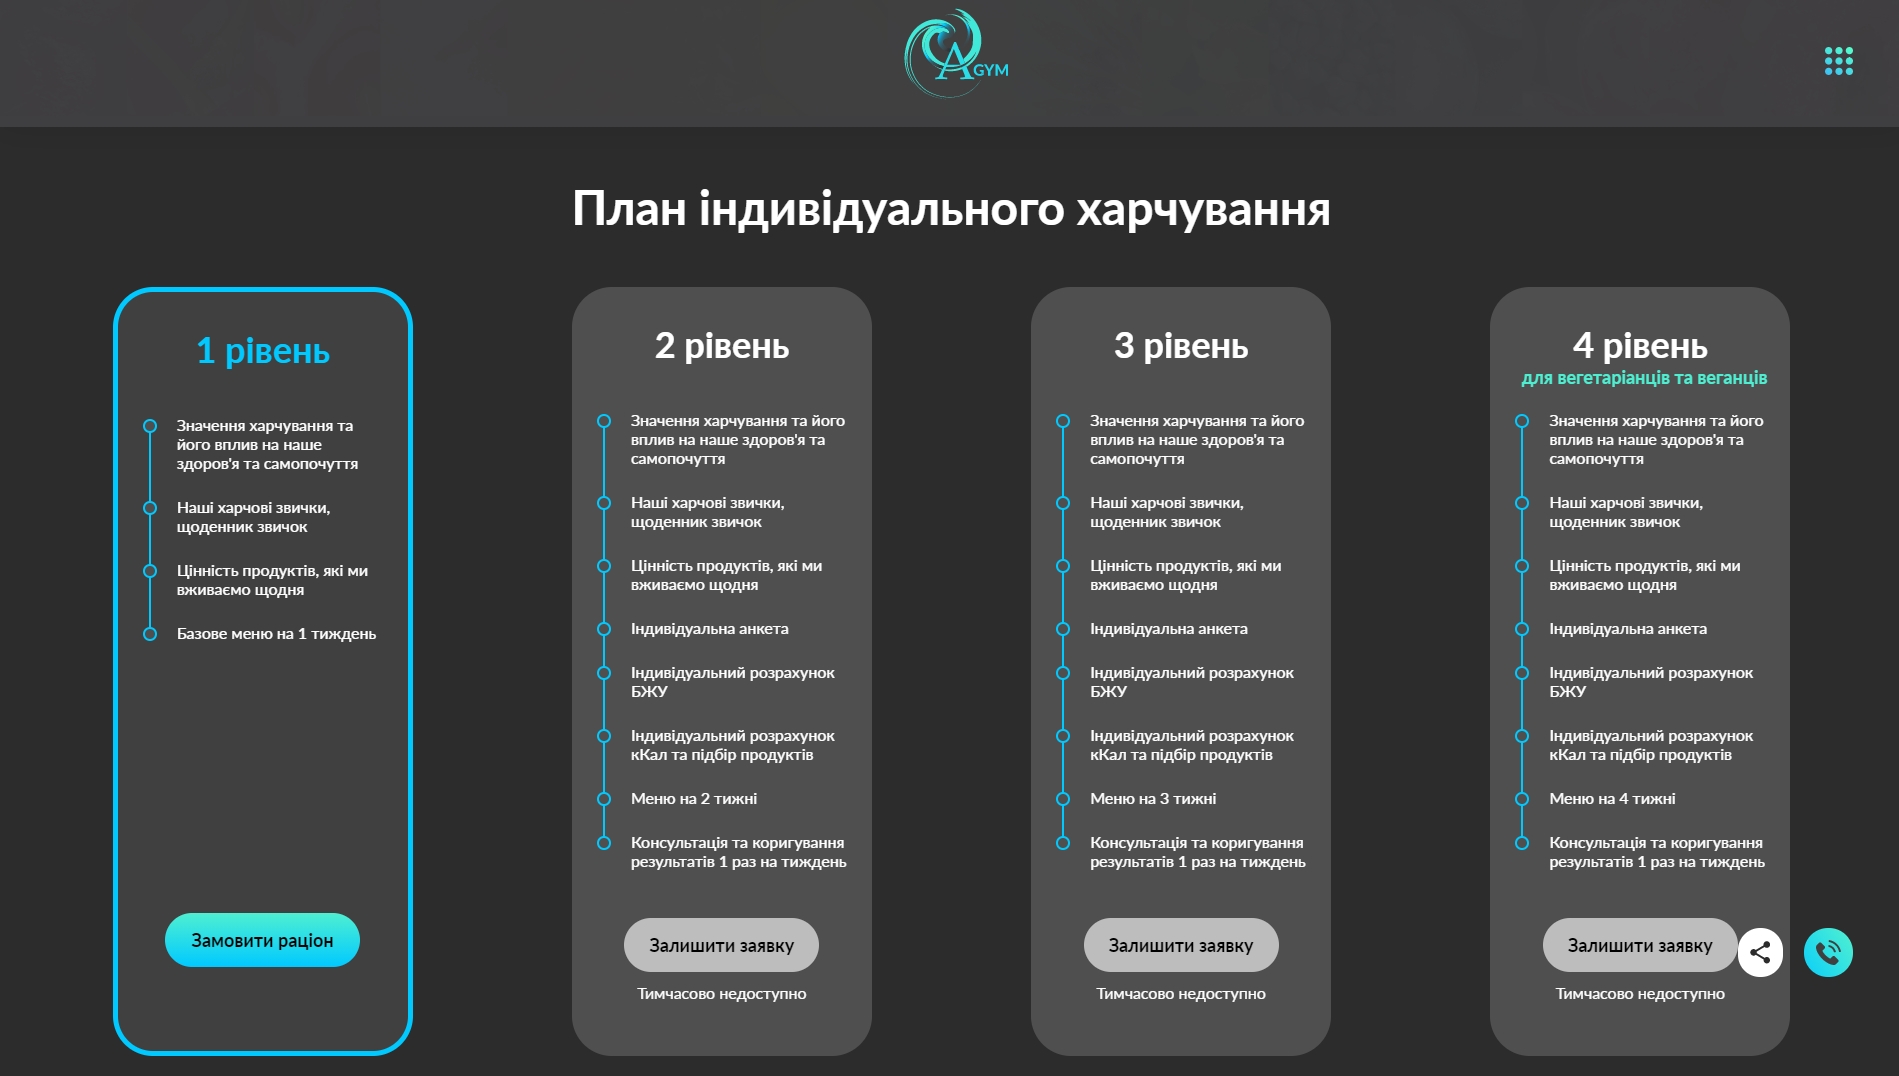 A GYM
План індивідуального харчування
1 рівень
Значення харчування та
його вплив на наше
здоров'я та самопочуття
Наші харчові звички,
щоденник звичок
Цінність продуктів, які ми
вживаємо щодня
Базове меню на 1 тиждень
Замовити раціон
2 рівень
Значення харчування та його
вплив на наше здоров'я та
самопочуття
Наші харчові звички,
щоденник звичок
Цінність продуктів, які ми
вживаємо щодня
Індивідуальна анкета
Індивідуальний розрахунок
БЖУ
Індивідуальний розрахунок
кКал та підбір продуктів
Меню на 2 тижні
Консультація та коригування
результатів 1 раз на тиждень
Залишити заявку
Тимчасово недоступно
3 рівень
Значення харчування та його
вплив на наше здоров'я та
самопочуття
Наші харчові звички,
щоденник звичок
Цінність продуктів, які ми
вживаємо щодня
Індивідуальна анкета
Індивідуальний розрахунок
БЖУ
Індивідуальний розрахунок
кКал та підбір продуктів
Меню на 3 тижні
Консультація та коригування
результатів 1 раз на тиждень
Залишити заявку
Тимчасово недоступно
4 рівень
для вегетаріанців та веганців
Значення харчування та його
вплив на наше здоров'я та
самопочуття
Наші харчові звички,
щоденник звичок
Цінність продуктів, які ми
вживаємо щодня
Індивідуальна анкета
Індивідуальний розрахунок
БЖУ
Індивідуальний розрахунок
кКал та підбір продуктів
Меню на 4 тижні
Консультація та коригування
результатів 1 раз на тиждень
Залишити заявку
Тимчасово недоступно